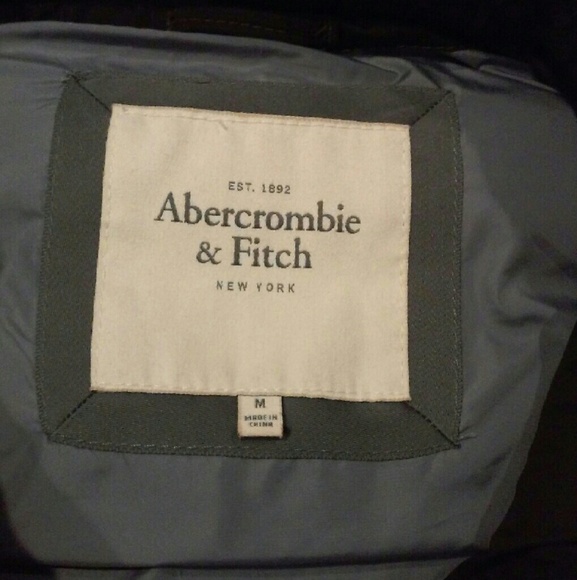 EST. 1892
Abercrombie
& Fitch
NEW YORK
M
MADE IN
CHINA